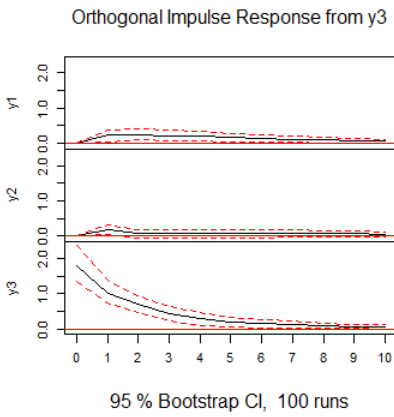 Orthogonal Impulse Response from y3
y1
0.0 1.0 2.0
y2
0.0 1.0 2.0
y3
0.0 1.0 2.0
0 1 2 3 4 5 6 7 8 9 10
95 % Bootstrap CI, 100 runs